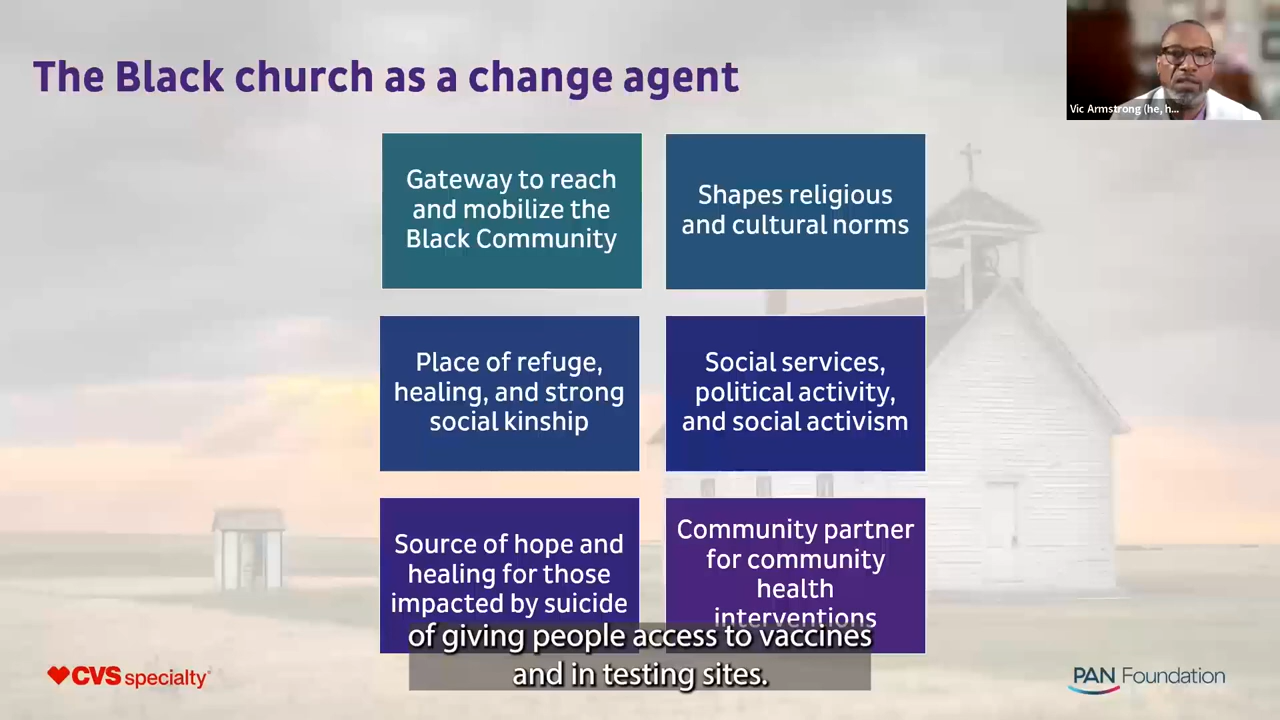 The Black church as a change agent
Vic Armstrong (he, h...
Gateway to reach
and mobilize the
Black Community
Shapes religious
and cultural norms
Place of refuge,
healing, and strong
social kinship
Social services,
political activity,
and social activism
Source of hope and
healing for those
impacted by suicide
Community partner
for community
health
interventions
of giving people access to vaccines
and in testing sites.
CVS specialty®
PAN Foundation